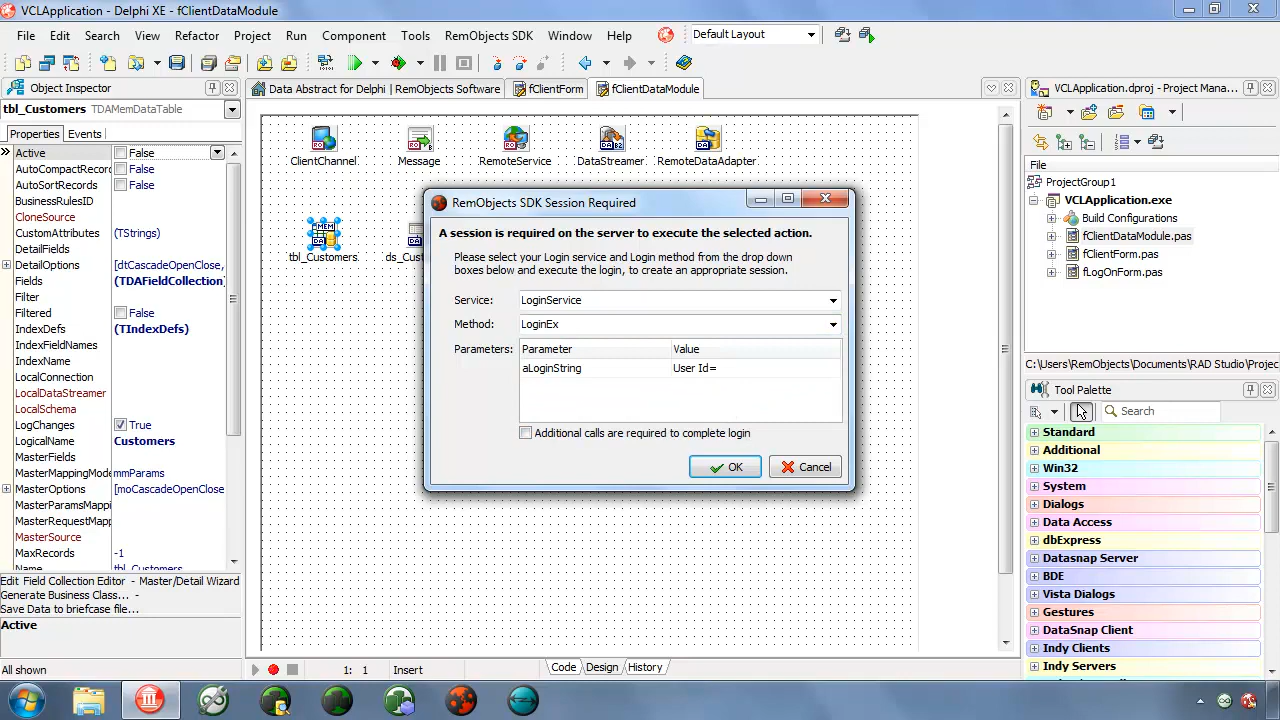 VCLApplication - Delphi XE - fClientDataModule
File Edit Search View Refactor Project Run Component Tools RemObjects SDK Window Help
Default Layout
Object Inspector
tbl_Customers TDAMemDataTable
Properties Events
Active False
AutoCompactRecor False
AutoSortRecords False
BusinessRulesID
CloneSource
CustomAttributes (TStrings)
DetailFields
DetailOptions [dtCascadeOpenClose,
Fields (TDAFieldCollection)
Filter
Filtered False
IndexDefs (TIndexDefs)
IndexFieldNames
IndexName
LocalConnection
LocalDataStreamer
LocalSchema
LogChanges True
LogicalName Customers
MasterFields
MasterMappingMode mmParams
MasterOptions [moCascadeOpenClose
MasterParamsMappi
MasterRequestMapp
MasterSource
MaxRecords -1
Name tbl_Customers
Edit Field Collection Editor - Master/Detail Wizard
Generate Business Class... -
Save Data to briefcase file...
Active
All shown
Data Abstract for Delphi | RemObjects Software
fClientForm
fClientDataModule
ClientChannel
Message
RemoteService
DataStreamer
RemoteDataAdapter
tbl_Customers
ds_Cust
RemObjects SDK Session Required
A session is required on the server to execute the selected action.
Please select your Login service and Login method from the drop down
boxes below and execute the login, to create an appropriate session.
Service: LoginService
Method: LoginEx
Parameters: Parameter Value
aLoginString User Id=
Additional calls are required to complete login
OK Cancel
1: 1 Insert
Code Design History
VCLApplication.dproj - Project Mana...
File
ProjectGroup1
VCLApplication.exe
Build Configurations
fClientDataModule.pas
fClientForm.pas
fLogOnForm.pas
C:\Users\RemObjects\Documents\RAD Studio\Projec
Tool Palette
Search
Standard
Additional
Win32
System
Dialogs
Data Access
dbExpress
Datasnap Server
BDE
Vista Dialogs
Gestures
DataSnap Client
Indy Clients
Indy Servers